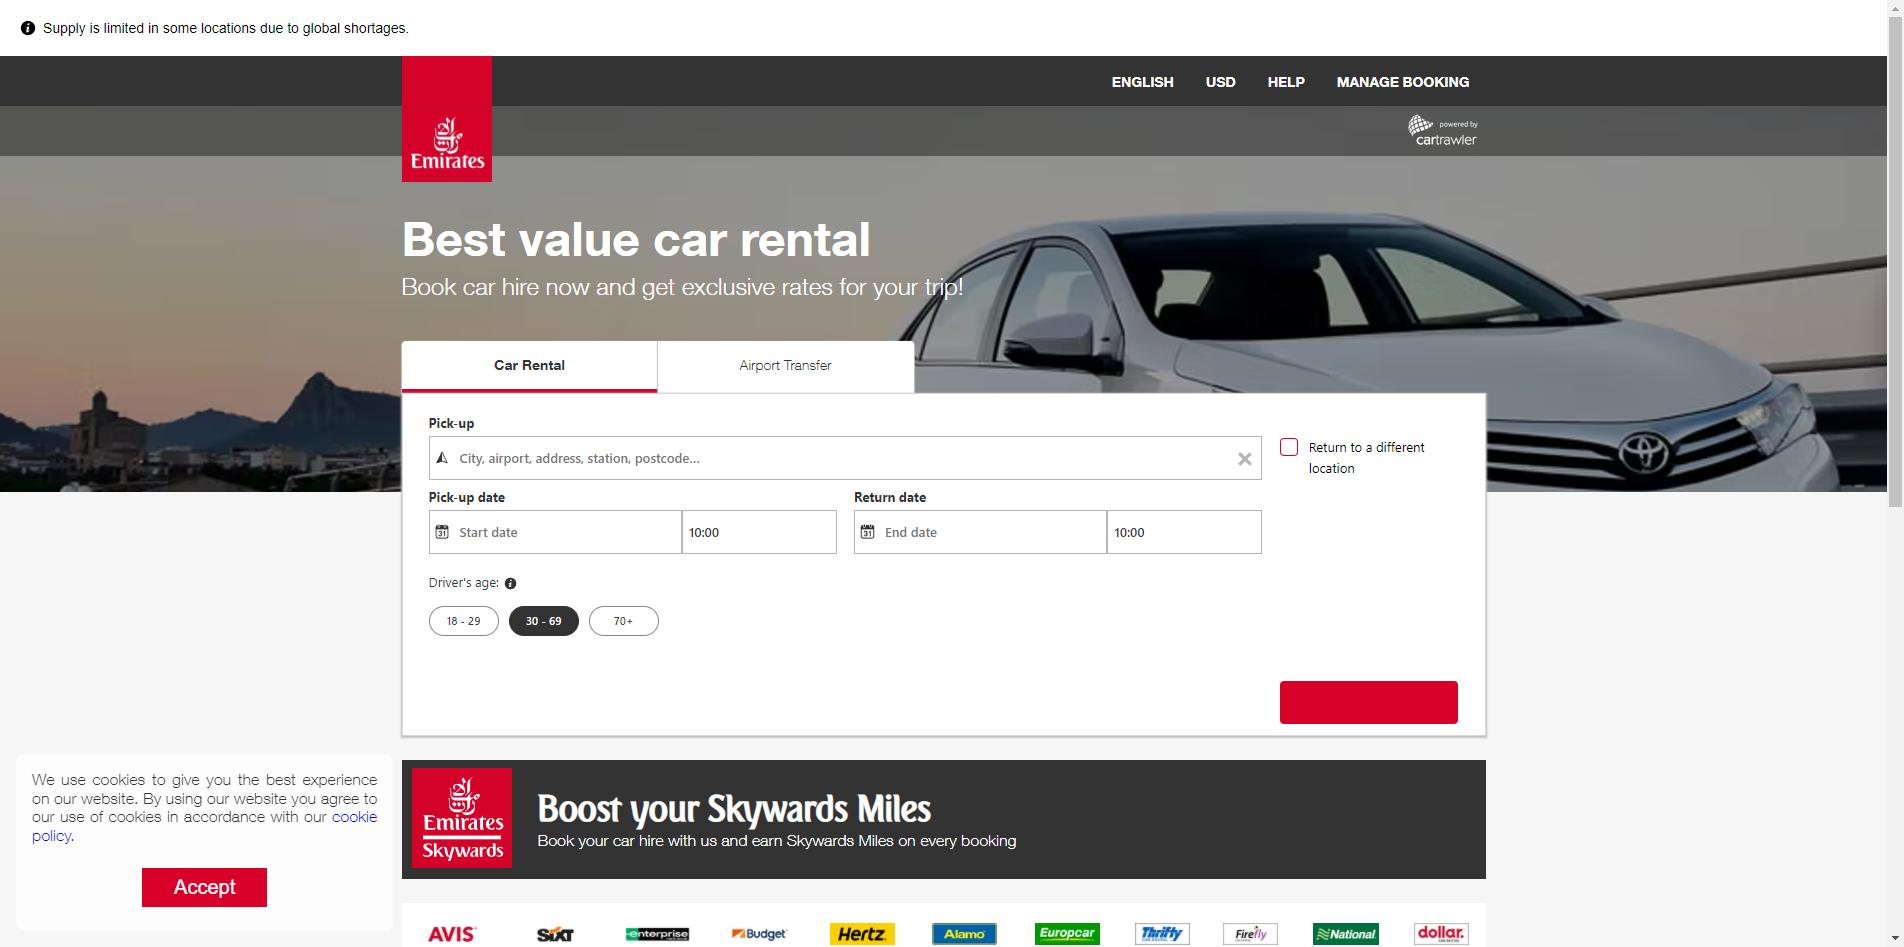 Supply is limited in some locations due to global shortages.
ENGLISH USD HELP MANAGE BOOKING
Emirates
powered by
cartrawler
Best value car rental
Book car hire now and get exclusive rates for your trip!
Car Rental
Airport Transfer
Pick-up
City, airport, address, station, postcode...
Return to a different
location
Pick-up date
Return date
31 Start date
10:00
31 End date
10:00
Driver's age:
18 - 29
30 - 69
70+
We use cookies to give you the best experience
on our website. By using our website you agree to
our use of cookies in accordance with our cookie
policy.
Accept
Emirates
Skywards
Boost your Skywards Miles
Book your car hire with us and earn Skywards Miles on every booking
AVIS
SIXT
enterprise
Budget
Hertz
Alamo
Europcar
Thrifty
Firefly
National
dollar.